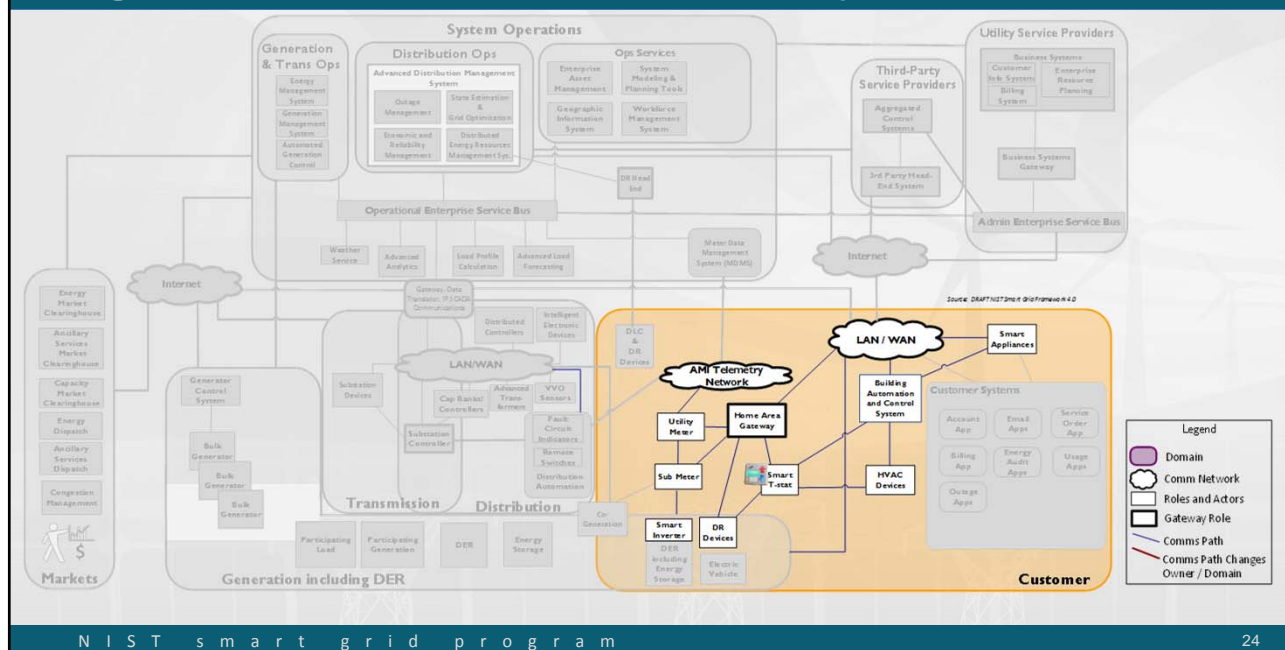 System Operations
Generation
& Trans Ops
Energy
Management
System
Generation
Management
System
Automated
Generation
Control
Distribution Ops
Advanced Distribution Management
System
Outage
Management
State Estimation
&
Grid Optimization
Economic and
Reliability
Management
Distributed
Energy Resources
Management Sys.
Ops Services
Enterprise
Asset
Management
System
Modeling &
Planning Tools
Geographic
Information
System
Workforce
Management
System
DR Head
End
Operational Enterprise Service Bus
Weather
Service
Advanced
Analytics
Load Profile
Calculation
Advanced Load
Forecasting
Meter Data
Management
System (MDMS)
Third-Party
Service Providers
Aggregated
Control
Systems
3rd Party Head-
End System
Utility Service Providers
Business Systems
Customer
Info System
Billing
System
Enterprise
Resource
Planning
Business Systems
Gateway
Admin Enterprise Service Bus
Internet
Internet
Energy
Market
Clearinghouse
Ancillary
Services
Market
Clearinghouse
Capacity
Market
Clearinghouse
Energy
Dispatch
Ancillary
Services
Dispatch
Congestion
Management
$
Markets
Gateway, Data
Communications
Distributed
Controllers
Intelligent
Electronic
Devices
LAN/WAN
Substation
Devices
Cap Banks/
Controllers
Advanced
Trans-
formers
VVO
Sensors
Substation
Controller
Fault
Circuit
Indicators
Remote
Switches
Distribution
Automation
Transmission
Distribution
Generator
Control
System
Bulk
Generator
Bulk
Generator
Bulk
Generator
Participating
Load
Participating
Generation
DER
Energy
Storage
Co-
Generation
Generation including DER
Source: DRAFT NIST Smart Grid Framework 4.0
DLC
&
DR
Devices
LAN / WAN
Smart
Appliances
AMI Telemetry
Network
Building
Automation
and Control
System
Utility
Meter
Home Area
Gateway
Sub Meter
Smart
T-stat
HVAC
Devices
Smart
Inverter
DR
Devices
DER
including
Energy
Storage
Electric
Vehicle
Customer Systems
Account
App
Email
Apps
Service
Order
App
Billing
App
Energy
Audit
Apps
Usage
Apps
Outage
Apps
Customer
Legend
Domain
Comm Network
Roles and Actors
Gateway Role
Comms Path
Comms Path Changes
Owner / Domain
NIST smart grid program
24